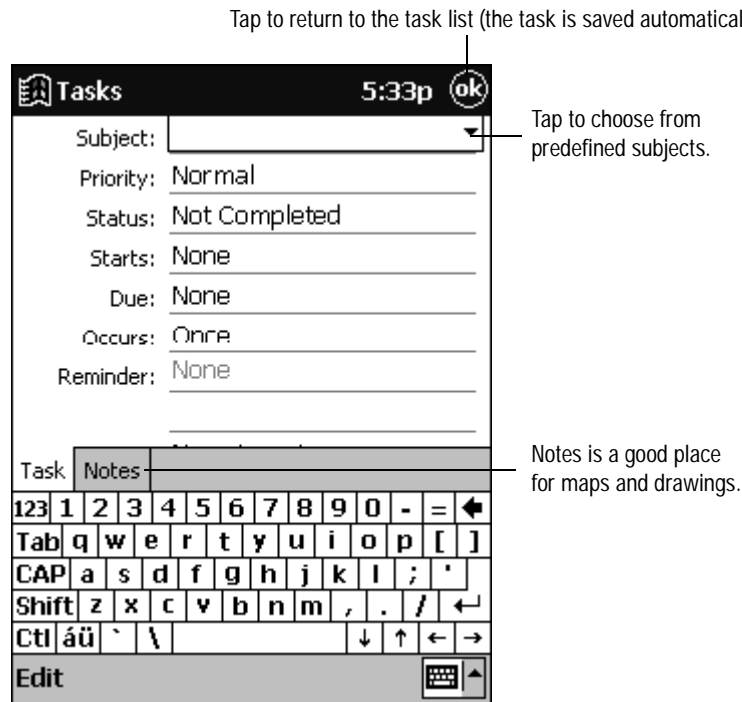 Tap to return to the task list (the task is saved automatical
Tasks 5:33p ok
Tap to choose from
predefined subjects.
Subject:
Priority: Normal
Status: Not Completed
Starts: None
Due: None
Occurs: Once
Reminder: None
Notes is a good place
for maps and drawings.
Task Notes
123 1 2 3 4 5 6 7 8 9 0 - =
Tab q w e r t y u i o p [ ]
CAP a s d f g h j k l ; '
Shift z x c v b n m , . /
Ctl áü ` \
Edit